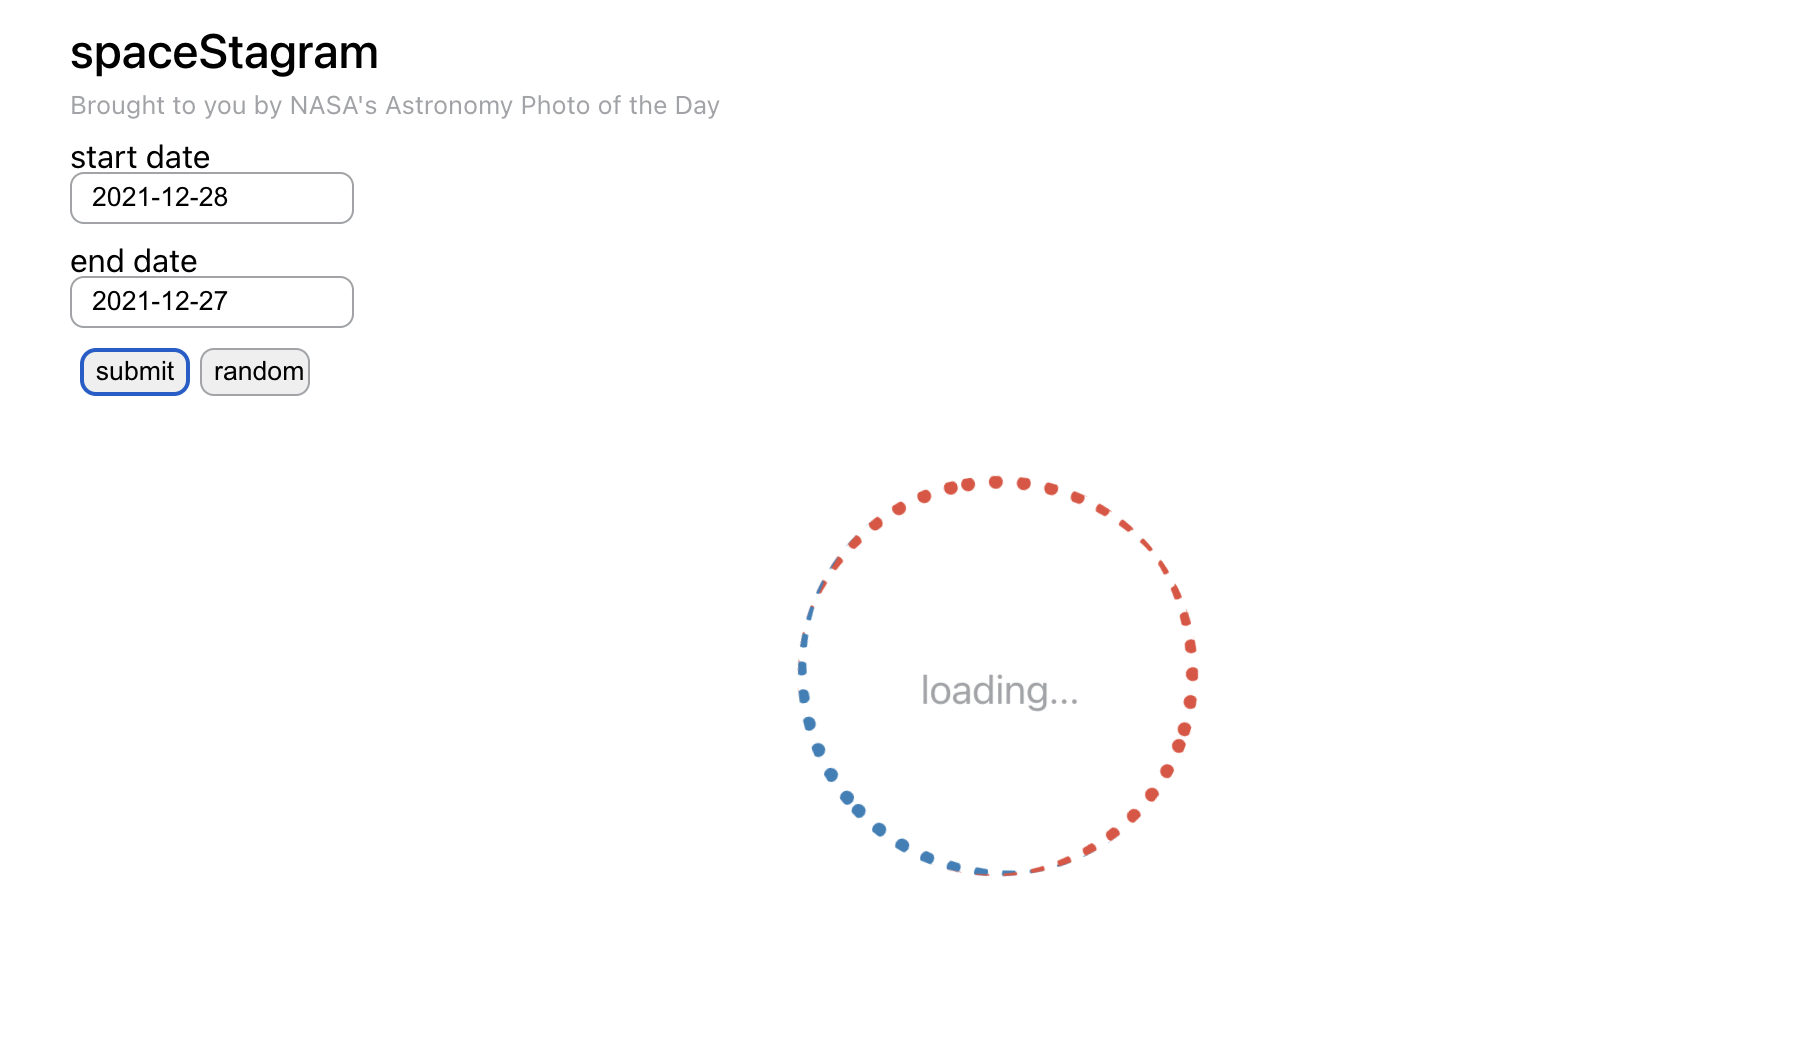 spaceStagram
Brought to you by NASA's Astronomy Photo of the Day
start date
2021-12-28
end date
2021-12-27
submit random
loading...